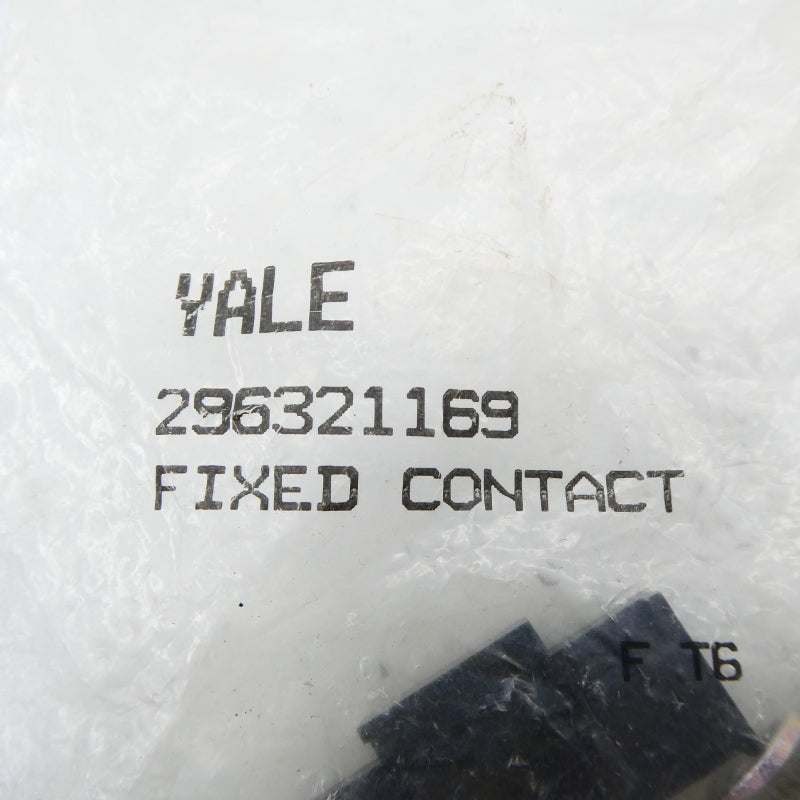 YALE
296321169
FIXED CONTACT
F T6